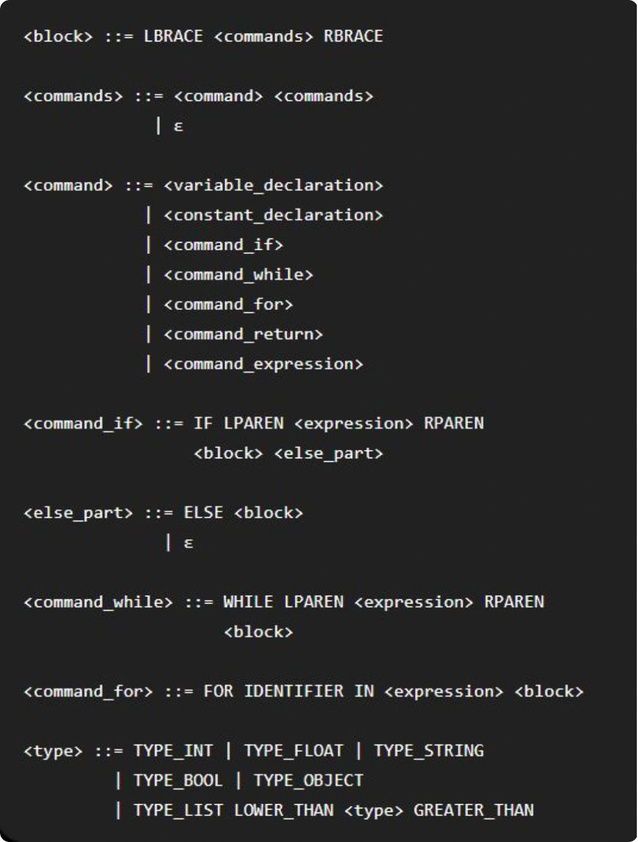 <block> ::= LBRACE <commands> RBRACE
<commands> ::= <command> <commands>
| ε
<command> ::= <variable_declaration>
| <constant_declaration>
| <command_if>
| <command_while>
| <command_for>
| <command_return>
| <command_expression>
<command_if> ::= IF LPAREN <expression> RPAREN
<block> <else_part>
<else_part> ::= ELSE <block>
| ε
<command_while> ::= WHILE LPAREN <expression> RPAREN
<block>
<command_for> ::= FOR IDENTIFIER IN <expression> <block>
<type> ::= TYPE_INT | TYPE_FLOAT | TYPE_STRING
| TYPE_BOOL | TYPE_OBJECT
| TYPE_LIST LOWER_THAN <type> GREATER_THAN